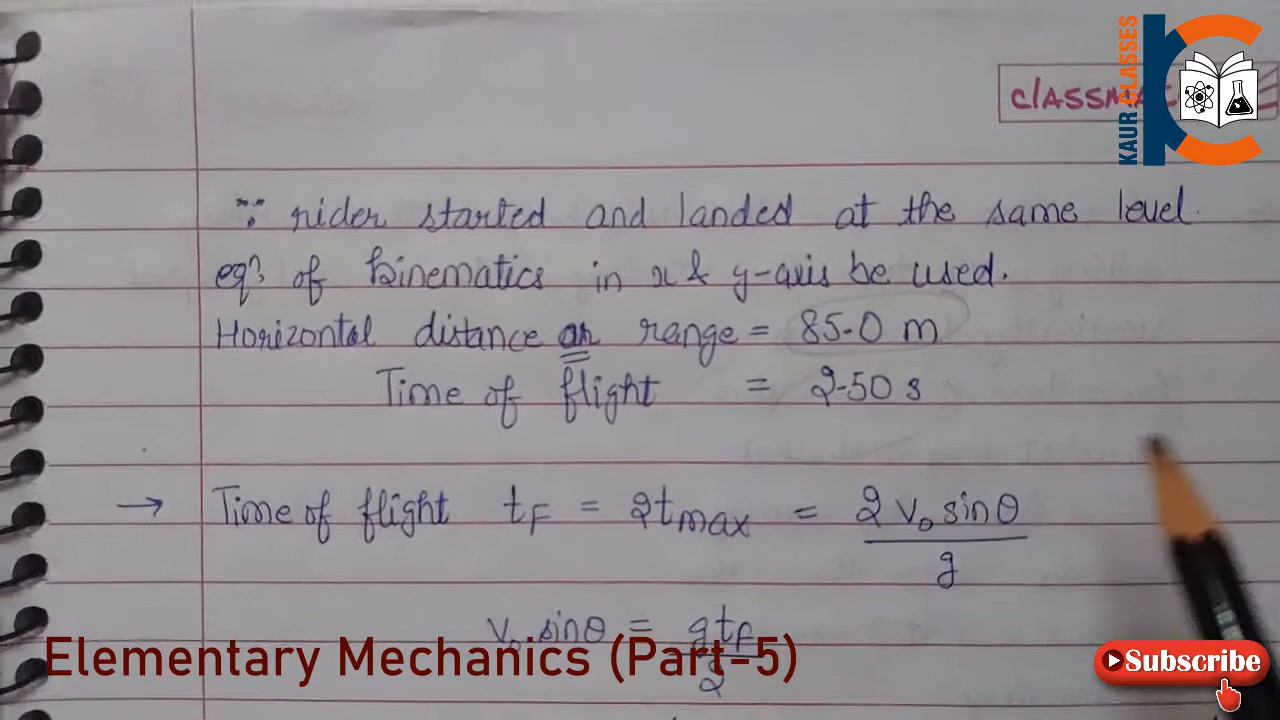 KAUR CLASSES
∵ rider started and landed at the same level.
eqⁿ of kinematics in x & y-axis be used.
Horizontal distance or range = 85.0 m
Time of flight = 2.50 s
→ Time of flight t_F = 2t_max = 2 v₀ sinθ / g
v₀ sinθ = g t_F / 2
Elementary Mechanics (Part-5)
Subscribe